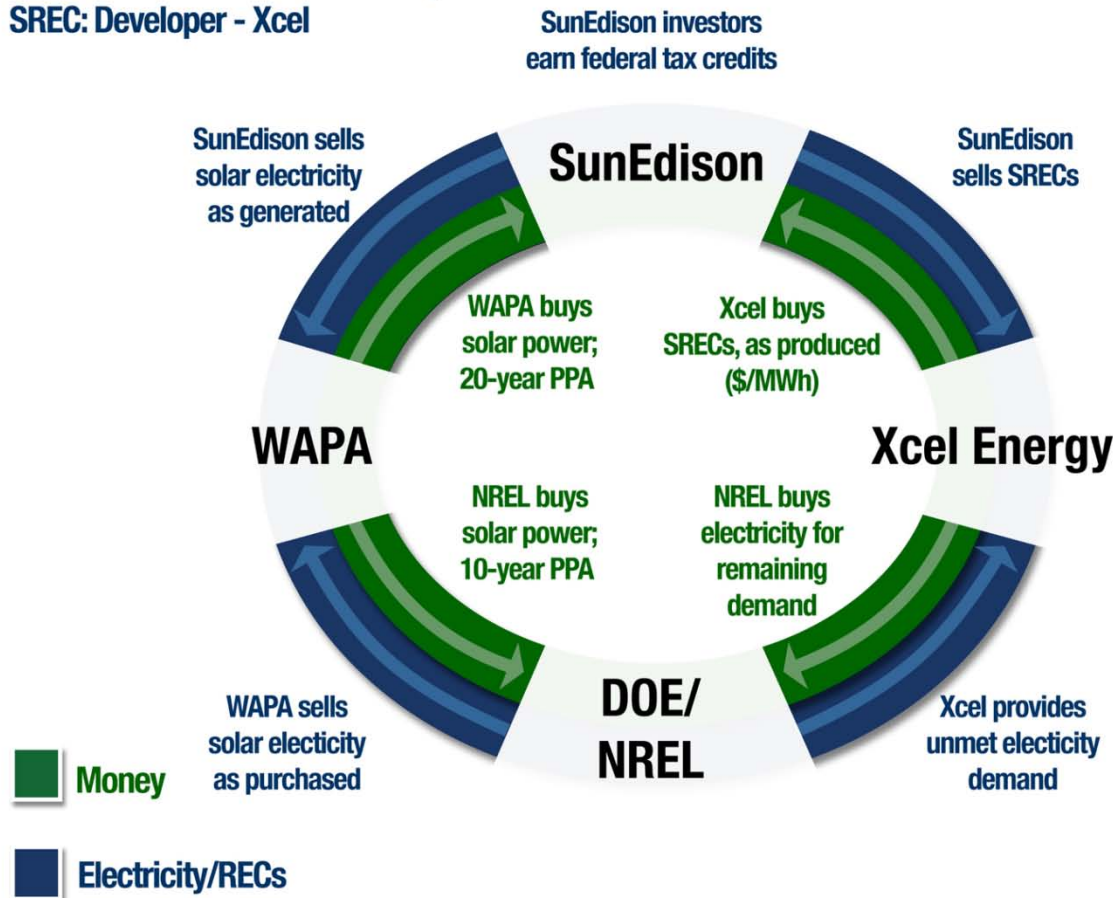 SREC: Developer - Xcel
SunEdison investors
earn federal tax credits
SunEdison sells
solar electricity
as generated
SunEdison
SunEdison
sells SRECs
WAPA buys
solar power;
20-year PPA
Xcel buys
SRECs, as produced
($/MWh)
WAPA
Xcel Energy
NREL buys
solar power;
10-year PPA
NREL buys
electricity for
remaining
demand
WAPA sells
solar electicity
as purchased
DOE/
NREL
Xcel provides
unmet electicity
demand
Money
Electricity/RECs